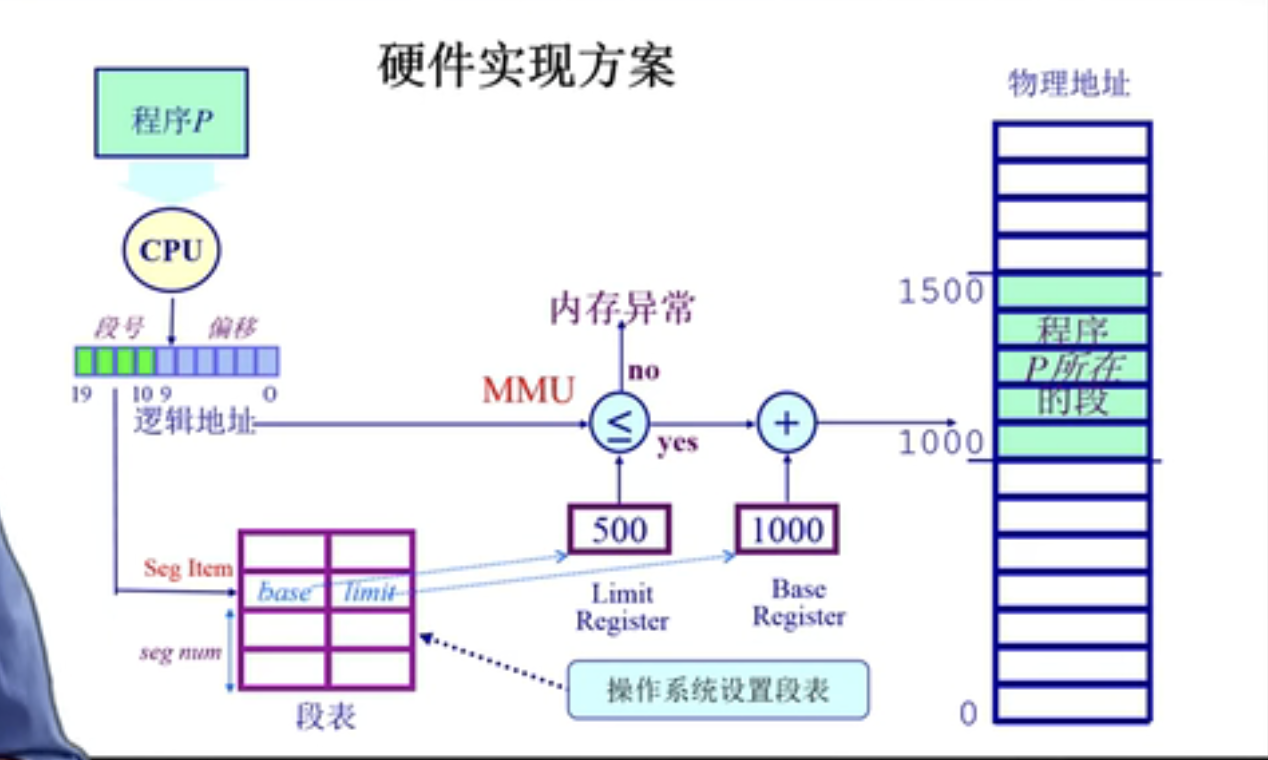 硬件实现方案
物理地址
程序P
CPU
段号
偏移
19
10 9
0
逻辑地址
MMU
内存异常
no
≤
yes
+
1500
程序
P所在
的段
1000
500
1000
Seg Item
base
limit
Limit
Register
Base
Register
seg num
操作系统设置段表
段表
0